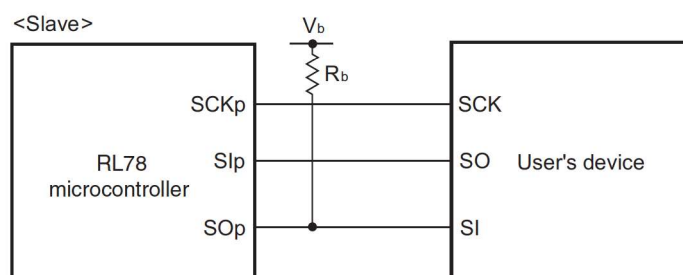 <Slave>
Vb
Rb
SCKp
SCK
SIp
SO
RL78
microcontroller
User's device
SOp
SI